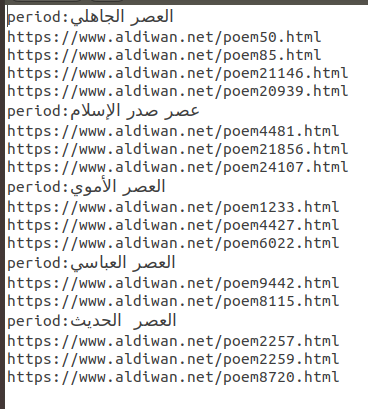 period:العصر الجاهلي
https://www.aldiwan.net/poem50.html
https://www.aldiwan.net/poem85.html
https://www.aldiwan.net/poem21146.html
https://www.aldiwan.net/poem20939.html
period:عصر صدر الإسلام
https://www.aldiwan.net/poem4481.html
https://www.aldiwan.net/poem21856.html
https://www.aldiwan.net/poem24107.html
period:العصر الأموي
https://www.aldiwan.net/poem1233.html
https://www.aldiwan.net/poem4427.html
https://www.aldiwan.net/poem6022.html
period:العصر العباسي
https://www.aldiwan.net/poem9442.html
https://www.aldiwan.net/poem8115.html
period:العصر الحديث
https://www.aldiwan.net/poem2257.html
https://www.aldiwan.net/poem2259.html
https://www.aldiwan.net/poem8720.html